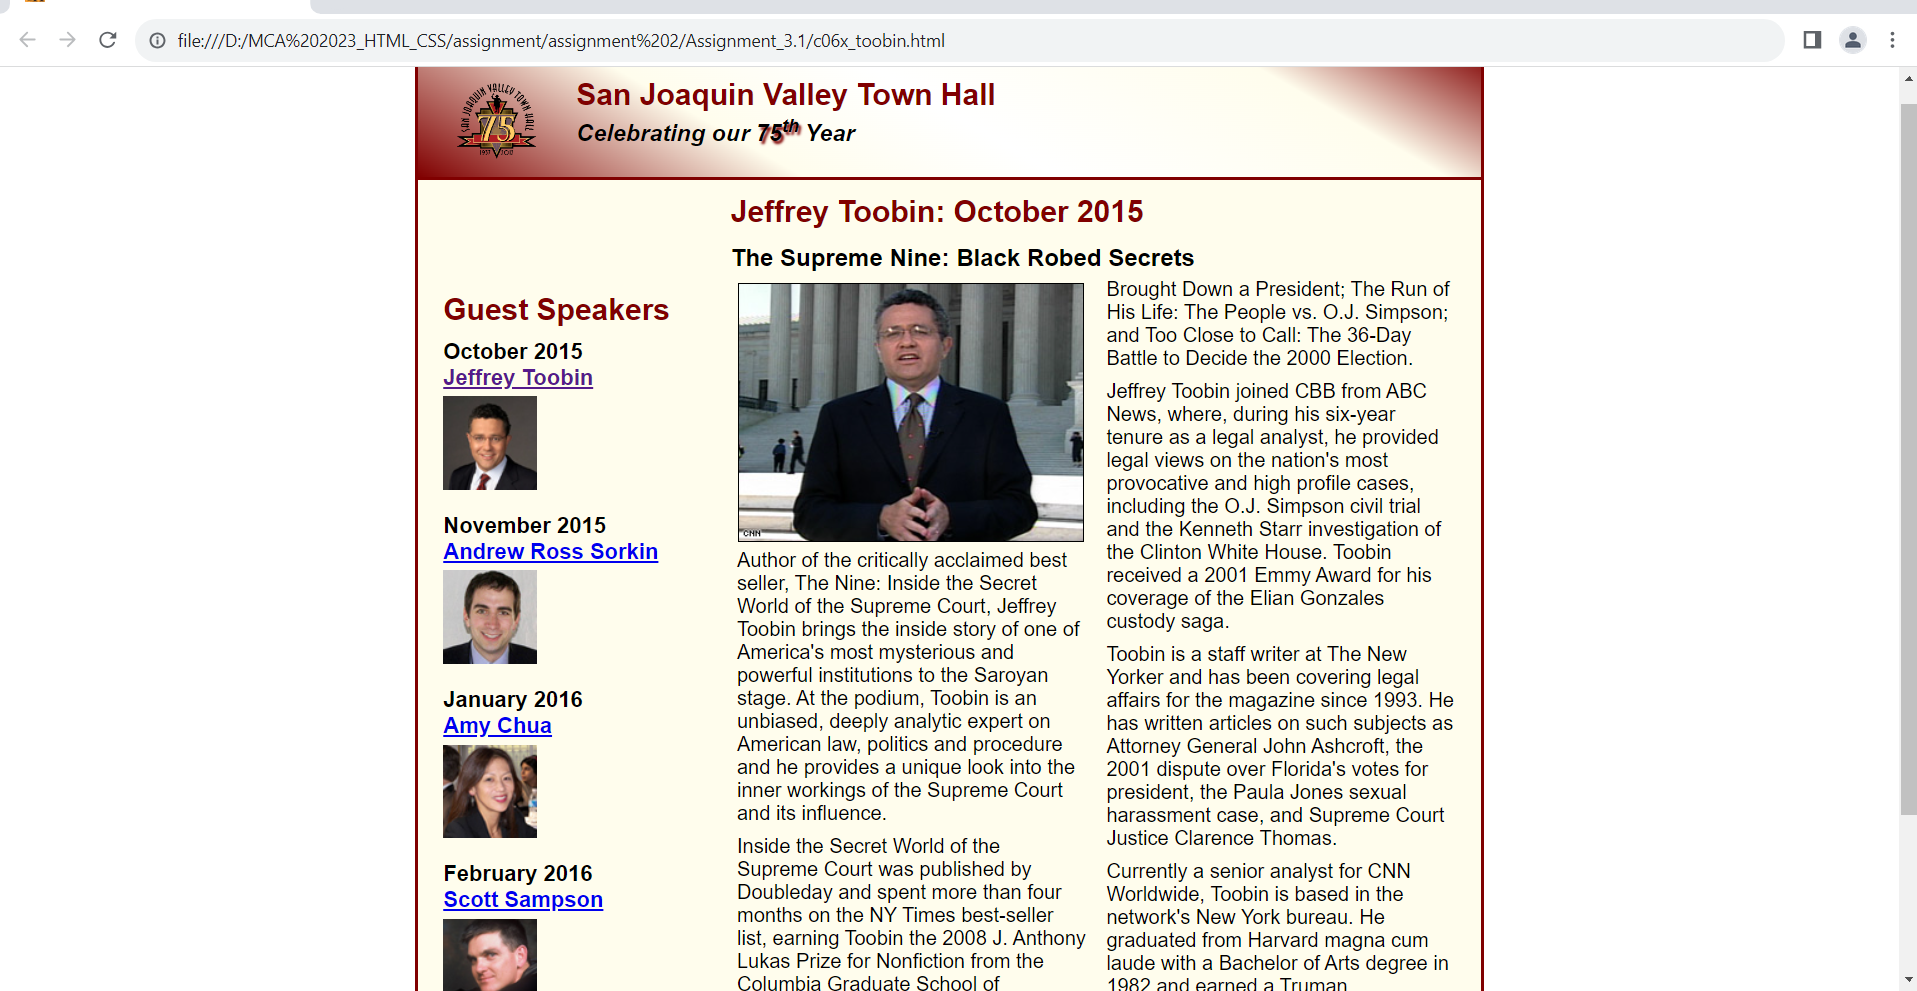 file:///D:/MCA%202023_HTML_CSS/assignment/assignment%202/Assignment_3.1/c06x_toobin.html
SAN JOAQUIN VALLEY TOWN HALL
75
San Joaquin Valley Town Hall
Celebrating our 75th Year
Jeffrey Toobin: October 2015
The Supreme Nine: Black Robed Secrets
Guest Speakers
October 2015
Jeffrey Toobin
November 2015
Andrew Ross Sorkin
January 2016
Amy Chua
February 2016
Scott Sampson
CNN
Author of the critically acclaimed best
seller, The Nine: Inside the Secret
World of the Supreme Court, Jeffrey
Toobin brings the inside story of one of
America's most mysterious and
powerful institutions to the Saroyan
stage. At the podium, Toobin is an
unbiased, deeply analytic expert on
American law, politics and procedure
and he provides a unique look into the
inner workings of the Supreme Court
and its influence.
Inside the Secret World of the
Supreme Court was published by
Doubleday and spent more than four
months on the NY Times best-seller
list, earning Toobin the 2008 J. Anthony
Lukas Prize for Nonfiction from the
Columbia Graduate School of
Brought Down a President; The Run of
His Life: The People vs. O.J. Simpson;
and Too Close to Call: The 36-Day
Battle to Decide the 2000 Election.
Jeffrey Toobin joined CBB from ABC
News, where, during his six-year
tenure as a legal analyst, he provided
legal views on the nation's most
provocative and high profile cases,
including the O.J. Simpson civil trial
and the Kenneth Starr investigation of
the Clinton White House. Toobin
received a 2001 Emmy Award for his
coverage of the Elian Gonzales
custody saga.
Toobin is a staff writer at The New
Yorker and has been covering legal
affairs for the magazine since 1993. He
has written articles on such subjects as
Attorney General John Ashcroft, the
2001 dispute over Florida's votes for
president, the Paula Jones sexual
harassment case, and Supreme Court
Justice Clarence Thomas.
Currently a senior analyst for CNN
Worldwide, Toobin is based in the
network's New York bureau. He
graduated from Harvard magna cum
laude with a Bachelor of Arts degree in
1982 and earned a Truman